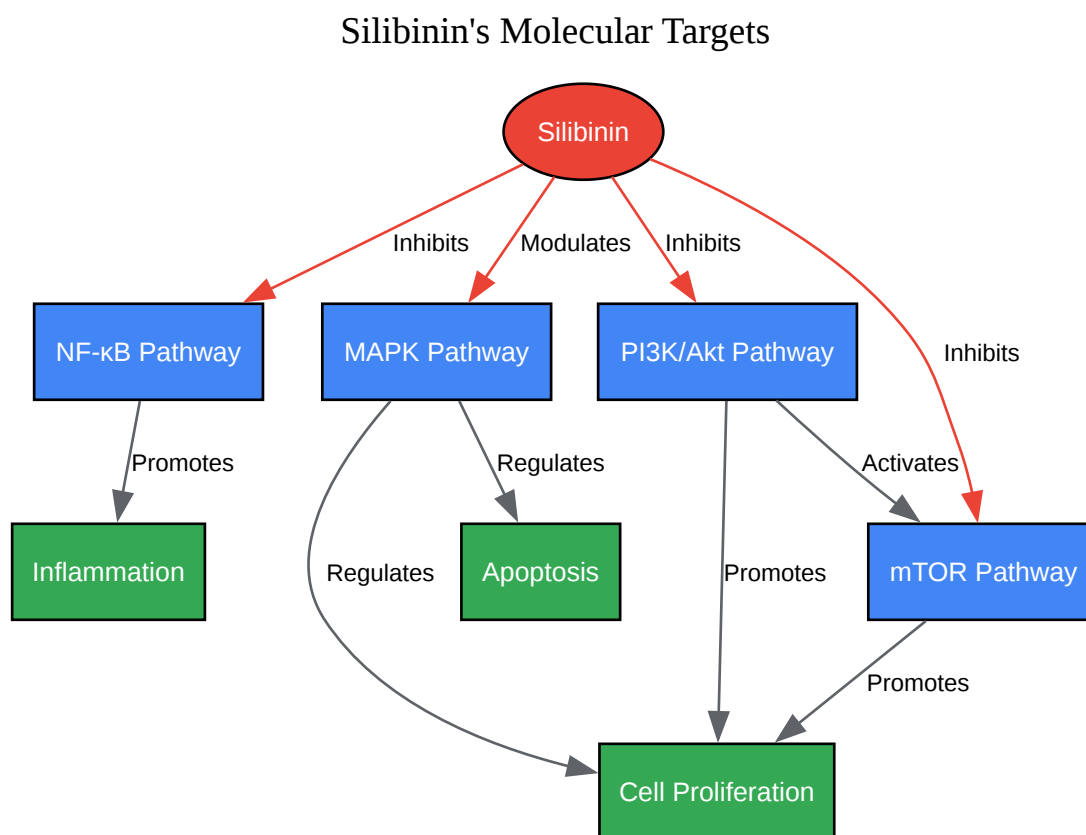 Silibinin's Molecular Targets
Silibinin
Inhibits
Modulates
Inhibits
NF-κB Pathway
MAPK Pathway
PI3K/Akt Pathway
Inhibits
Promotes
Regulates
Activates
Inflammation
Regulates
Apoptosis
Promotes
mTOR Pathway
Promotes
Cell Proliferation